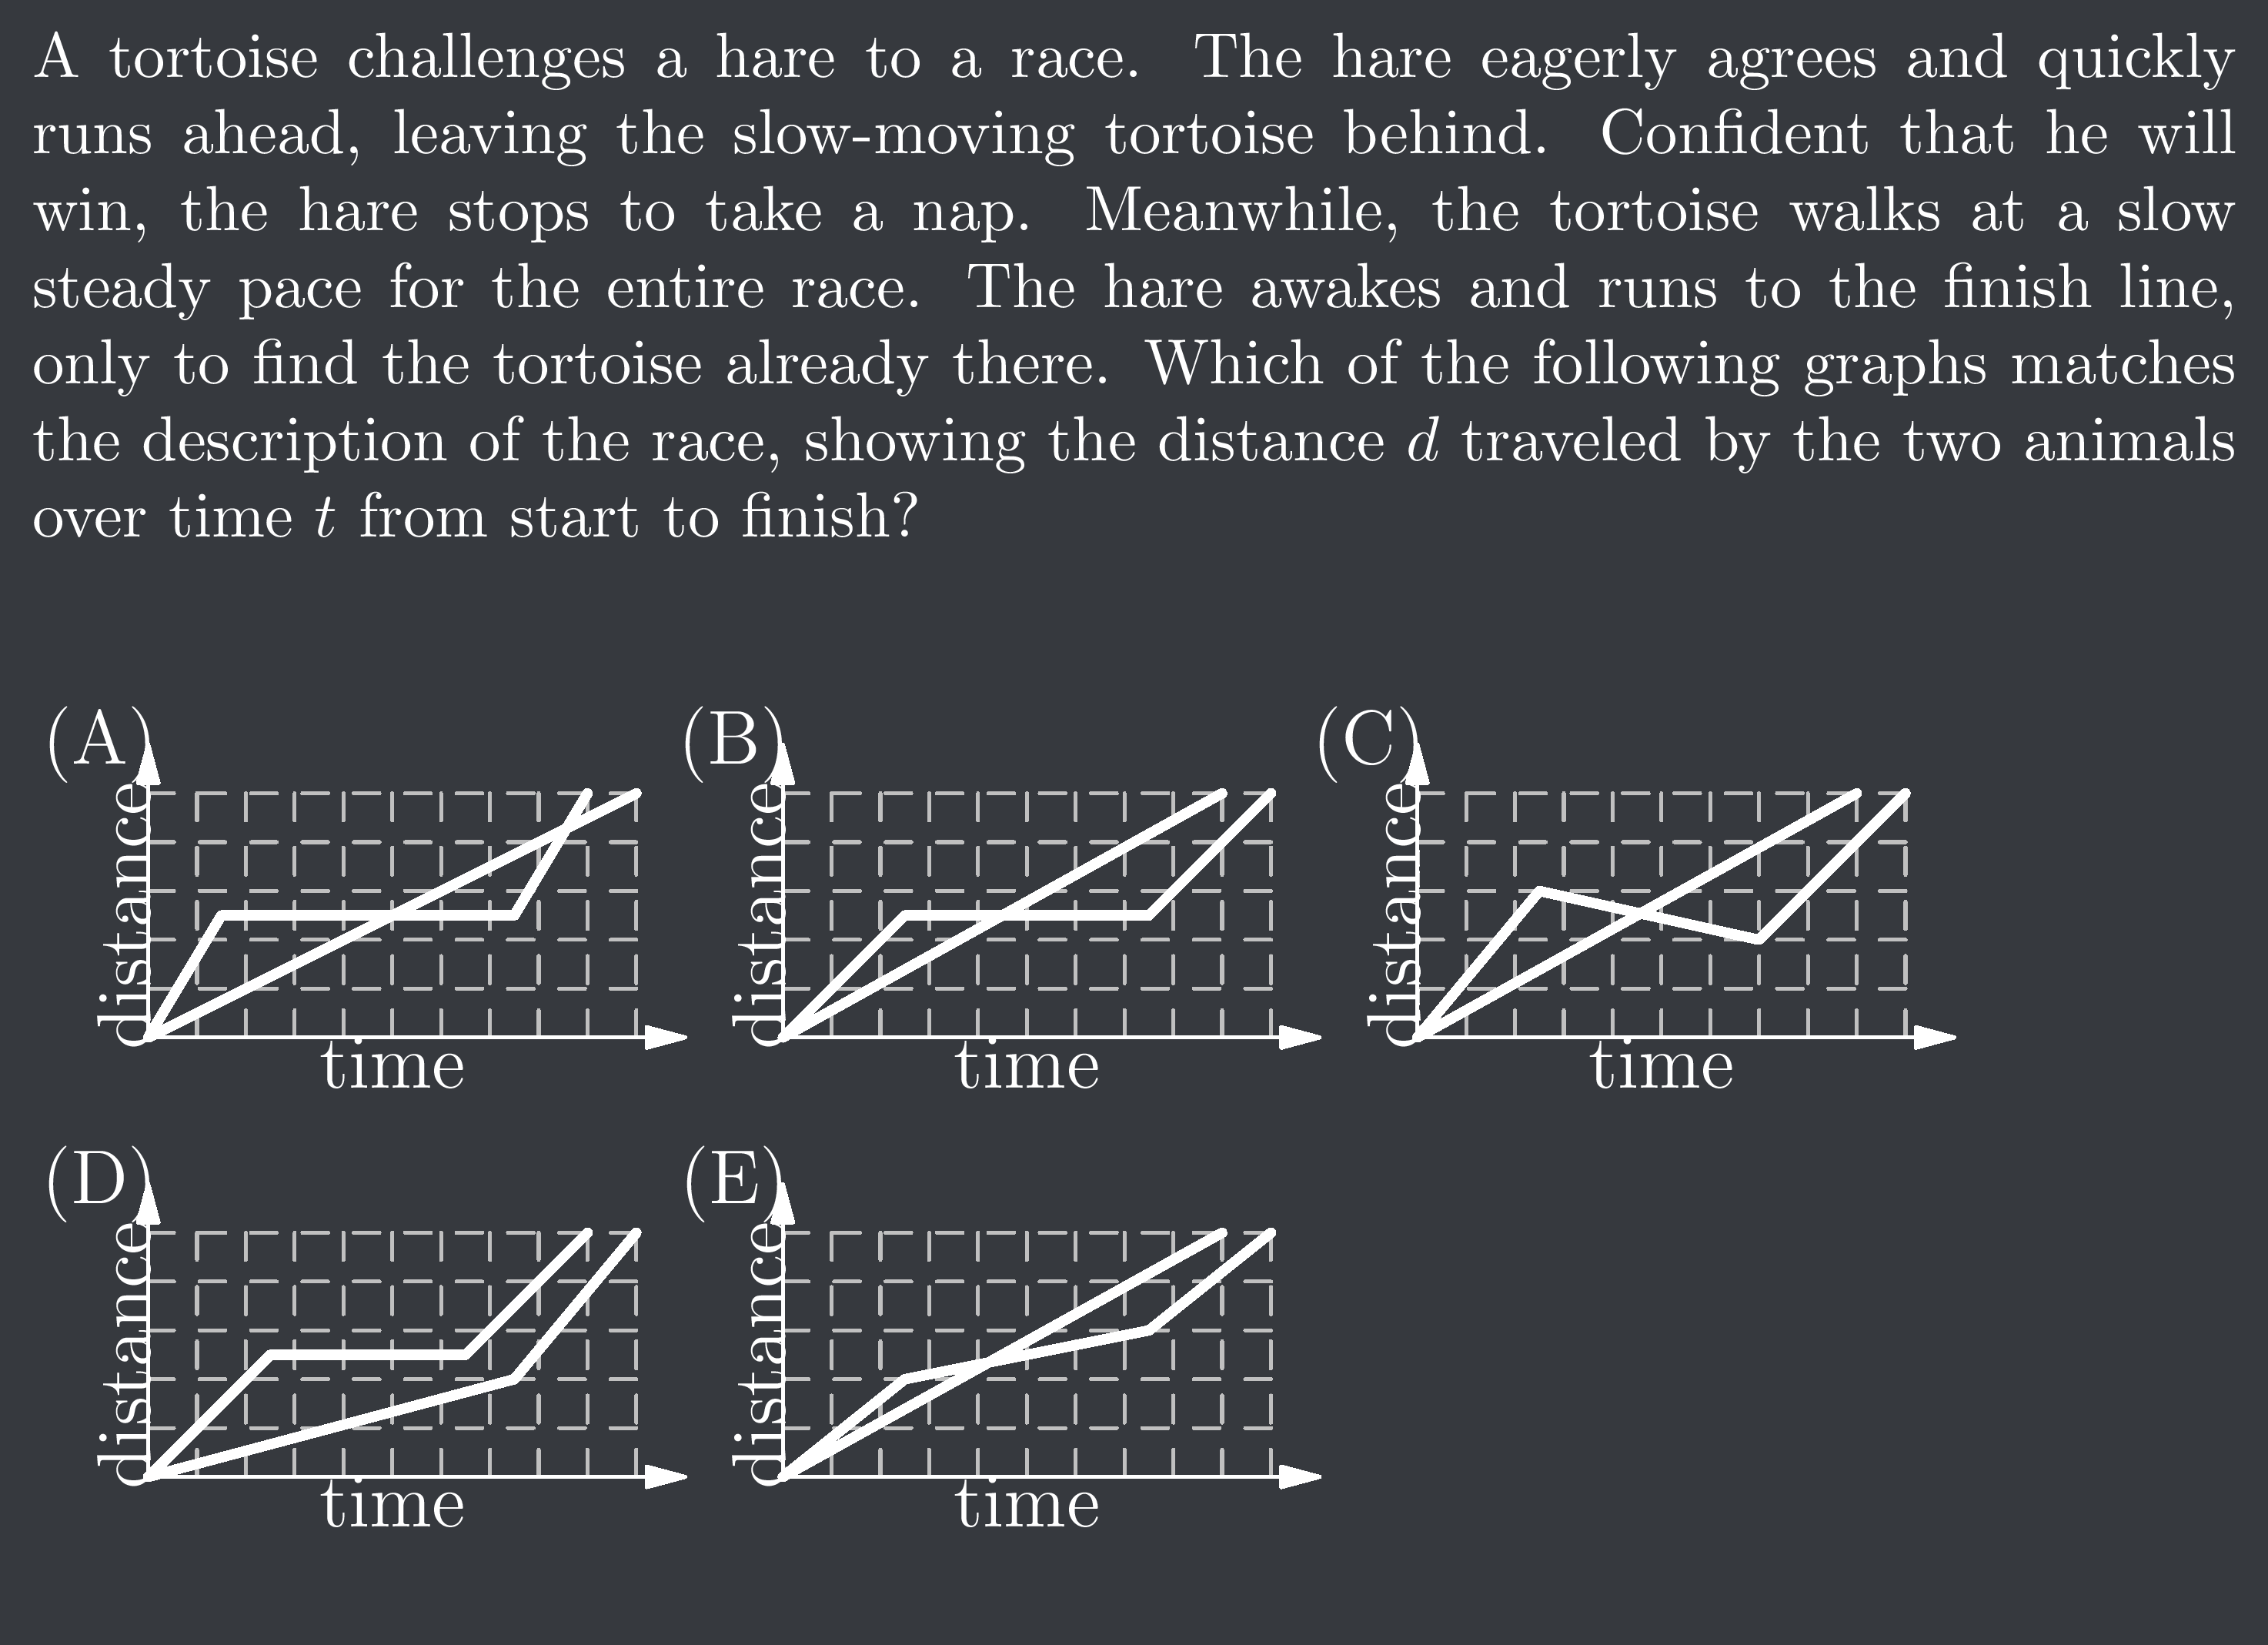 A tortoise challenges a hare to a race. The hare eagerly agrees and quickly
runs ahead, leaving the slow-moving tortoise behind. Confident that he will
win, the hare stops to take a nap. Meanwhile, the tortoise walks at a slow
steady pace for the entire race. The hare awakes and runs to the finish line,
only to find the tortoise already there. Which of the following graphs matches
the description of the race, showing the distance d traveled by the two animals
over time t from start to finish?
(A)
distance
time
(B)
distance
time
(C)
distance
time
(D)
distance
time
(E)
distance
time